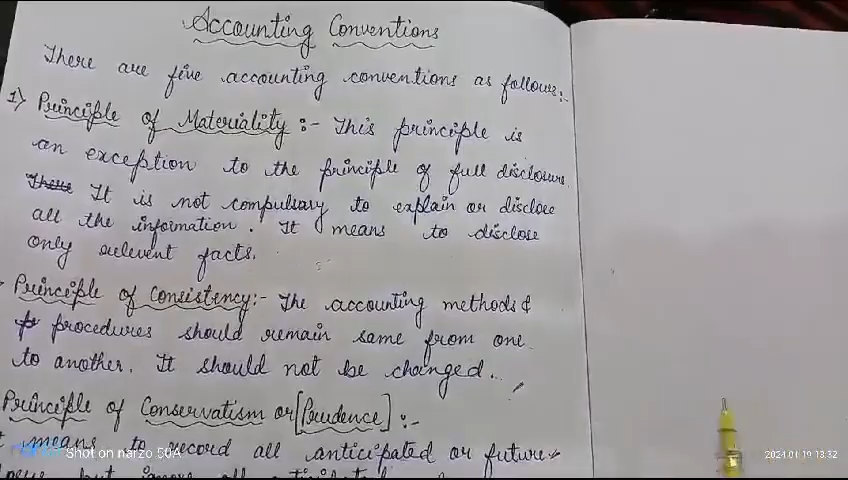 Accounting Conventions
There are five accounting conventions as follows:-
1) Principle of Materiality :- This principle is
an exception to the principle of full disclosure
It is not compulsary to explain or disclose
all the information. It means to disclose
only relevent facts.
Principle of Consistency:- The accounting methods &
procedures should remain same from one
to another. It should not be changed.
Principle of Conservatism or [Prudence] :-
means to record all anticipated or future
but ignore all
Shot on narzo 50A
2024.01.19 13:32